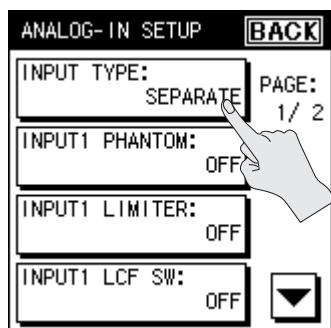 ANALOG-IN SETUP BACK
INPUT TYPE:
SEPARATE
PAGE:
1/ 2
INPUT1 PHANTOM:
OFF
INPUT1 LIMITER:
OFF
INPUT1 LCF SW:
OFF